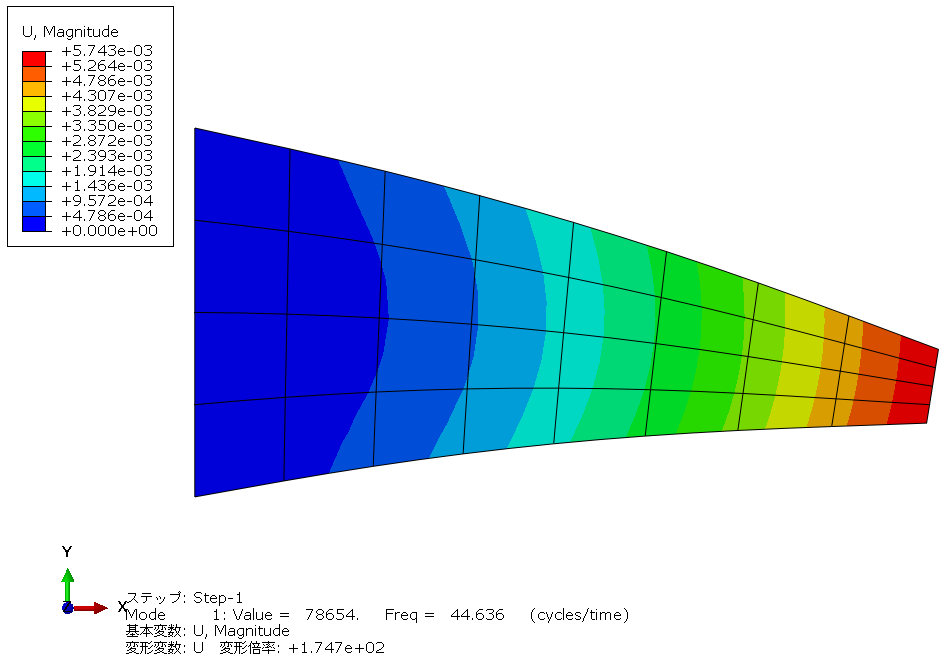 U, Magnitude
+5.743e-03
+5.264e-03
+4.786e-03
+4.307e-03
+3.829e-03
+3.350e-03
+2.872e-03
+2.393e-03
+1.914e-03
+1.436e-03
+9.572e-04
+4.786e-04
+0.000e+00
Y
X
ステップ: Step-1
Mode 1: Value = 78654. Freq = 44.636 (cycles/time)
基本変数: U, Magnitude
変形変数: U 変形倍率: +1.747e+02